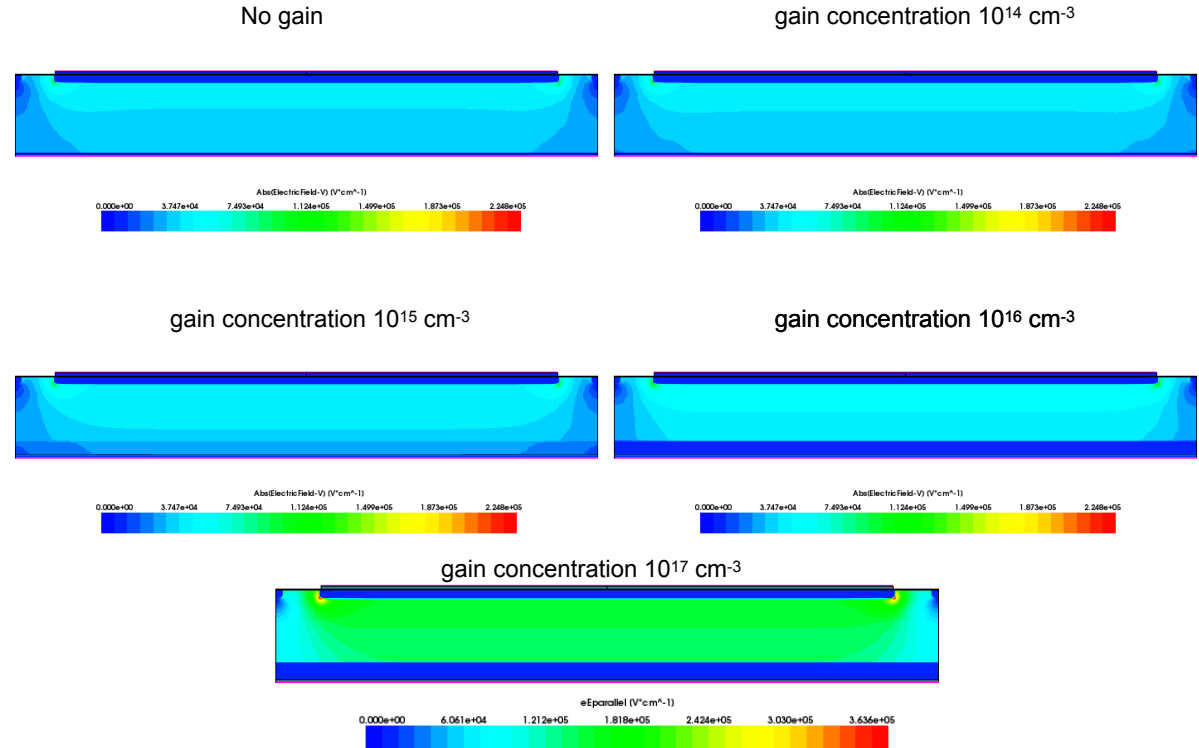 No gain
gain concentration 10¹⁴ cm⁻³
Abs(ElectricField-V) (V*cm^-1)
0.000e+00 3.747e+04 7.493e+04 1.124e+05 1.499e+05 1.873e+05 2.248e+05
Abs(ElectricField-V) (V*cm^-1)
0.000e+00 3.747e+04 7.493e+04 1.124e+05 1.499e+05 1.873e+05 2.248e+05
gain concentration 10¹⁵ cm⁻³
gain concentration 10¹⁶ cm⁻³
Abs(ElectricField-V) (V*cm^-1)
0.000e+00 3.747e+04 7.493e+04 1.124e+05 1.499e+05 1.873e+05 2.248e+05
Abs(ElectricField-V) (V*cm^-1)
0.000e+00 3.747e+04 7.493e+04 1.124e+05 1.499e+05 1.873e+05 2.248e+05
gain concentration 10¹⁷ cm⁻³
eEparallel (V*cm^-1)
0.000e+00 6.061e+04 1.212e+05 1.818e+05 2.424e+05 3.030e+05 3.636e+05